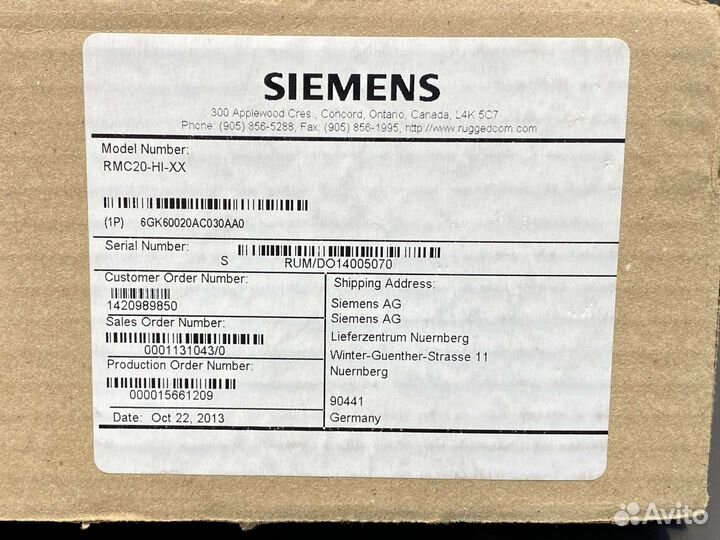 SIEMENS
300 Applewood Cres., Concord, Ontario, Canada, L4K 5C7
Phone: (905) 856-5288, Fax: (905) 856-1995, http://www.ruggedcom.com
Model Number:
RMC20-HI-XX
(1P) 6GK60020AC030AA0
Serial Number:
S RUM/DO14005070
Customer Order Number:
1420989850
Sales Order Number:
0001131043/0
Production Order Number:
000015661209
Date: Oct 22, 2013
Shipping Address:
Siemens AG
Siemens AG
Lieferzentrum Nuernberg
Winter-Guenther-Strasse 11
Nuernberg
90441
Germany
Avito